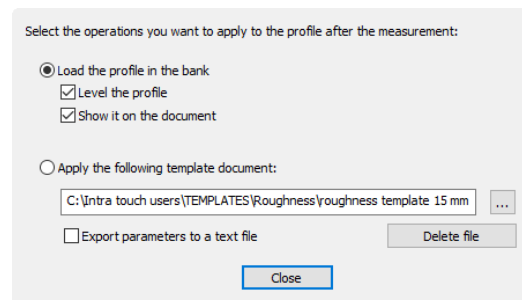 Select the operations you want to apply to the profile after the measurement:
Load the profile in the bank
Level the profile
Show it on the document
Apply the following template document:
C:\Intra touch users\TEMPLATES\Roughness\roughness template 15 mm
...
Export parameters to a text file
Delete file
Close